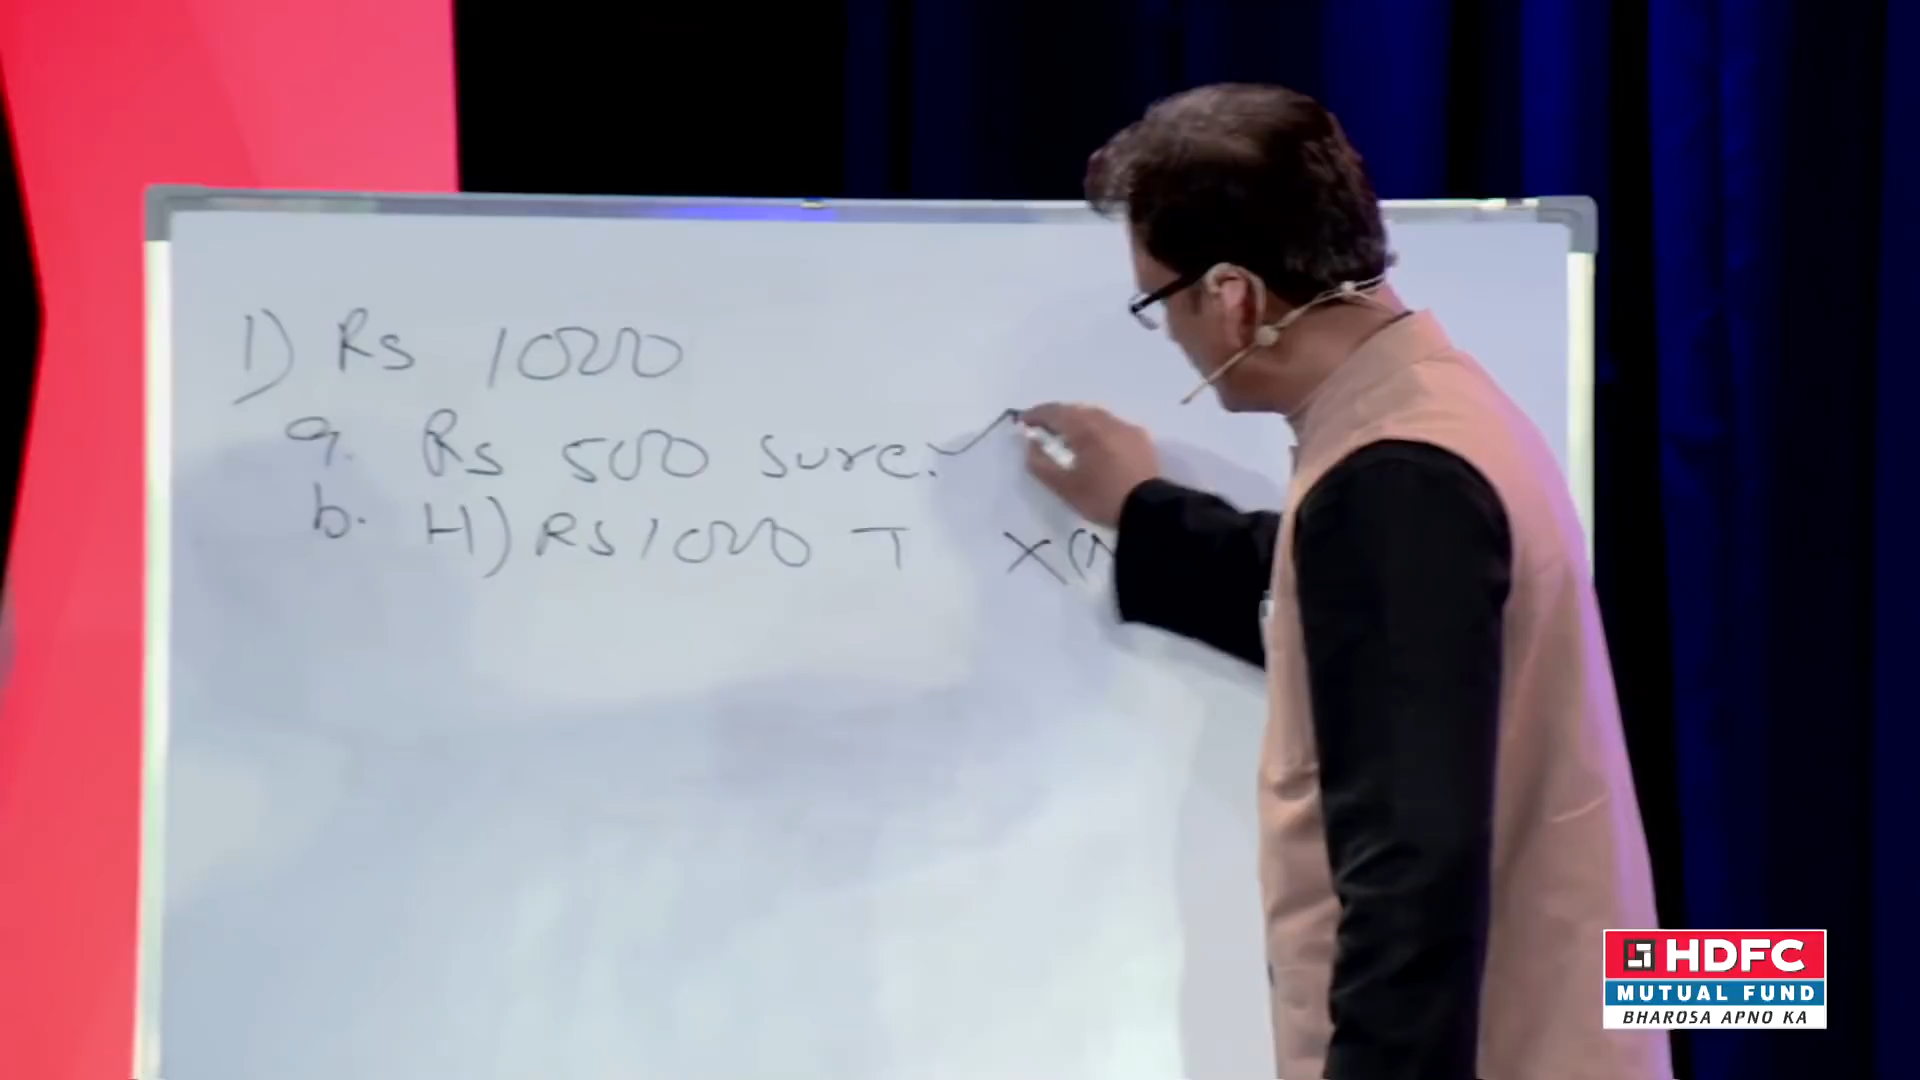 1) Rs 1000
a. Rs 500 sure.
b. H) Rs 1000 T X
HDFC
MUTUAL FUND
BHAROSA APNO KA